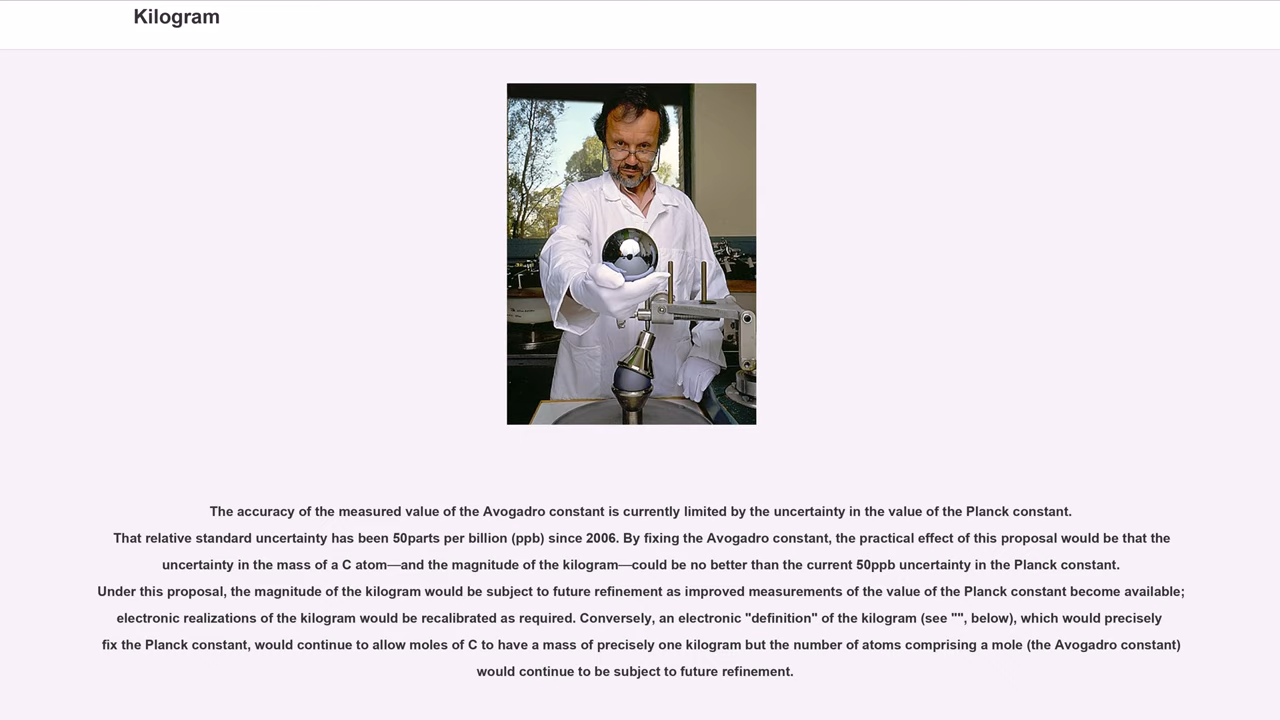 Kilogram
The accuracy of the measured value of the Avogadro constant is currently limited by the uncertainty in the value of the Planck constant.
That relative standard uncertainty has been 50parts per billion (ppb) since 2006. By fixing the Avogadro constant, the practical effect of this proposal would be that the
uncertainty in the mass of a C atom—and the magnitude of the kilogram—could be no better than the current 50ppb uncertainty in the Planck constant.
Under this proposal, the magnitude of the kilogram would be subject to future refinement as improved measurements of the value of the Planck constant become available;
electronic realizations of the kilogram would be recalibrated as required. Conversely, an electronic "definition" of the kilogram (see "", below), which would precisely
fix the Planck constant, would continue to allow moles of C to have a mass of precisely one kilogram but the number of atoms comprising a mole (the Avogadro constant)
would continue to be subject to future refinement.